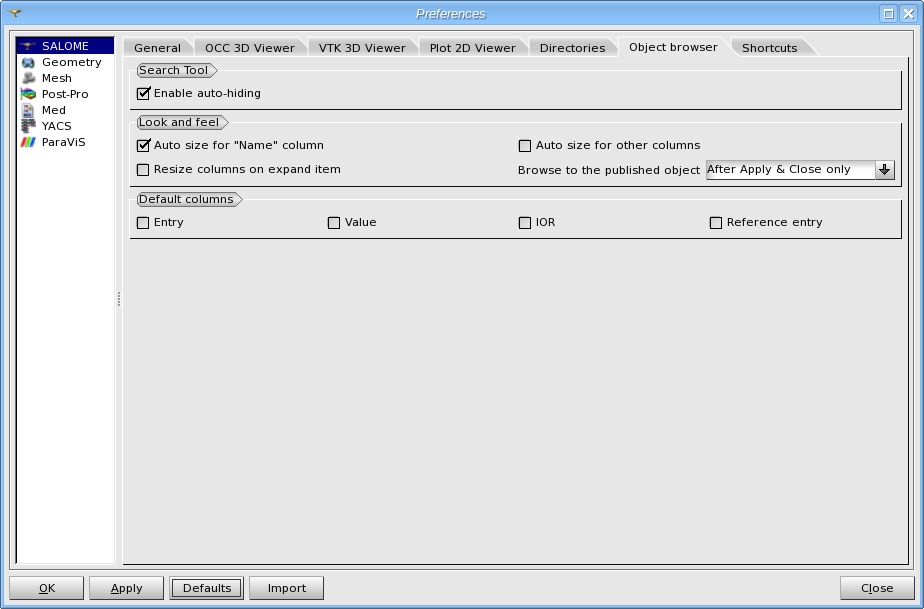 Preferences
SALOME
Geometry
Mesh
Post-Pro
Med
YACS
ParaViS
General OCC 3D Viewer VTK 3D Viewer Plot 2D Viewer Directories Object browser Shortcuts
Search Tool
Enable auto-hiding
Look and feel
Auto size for "Name" column Auto size for other columns
Resize columns on expand item Browse to the published object After Apply & Close only
Default columns
Entry Value IOR Reference entry
OK Apply Defaults Import Close